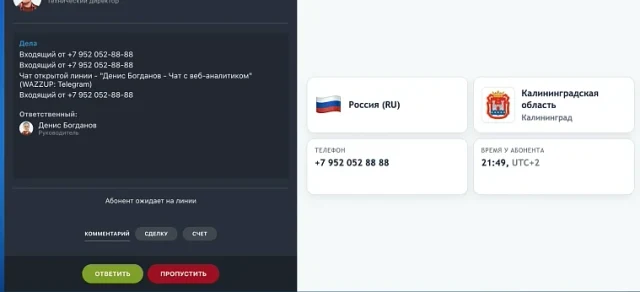 Технический директор
Дела
Входящий от +7 952 052-88-88
Входящий от +7 952 052-88-88
Чат открытой линии - "Денис Богданов - Чат с веб-аналитиком"
(WAZZUP: Telegram)
Входящий от +7 952 052-88-88
Ответственный:
Денис Богданов
Руководитель
Абонент ожидает на линии
КОММЕНТАРИЙ
СДЕЛКУ
СЧЕТ
ОТВЕТИТЬ
ПРОПУСТИТЬ
Россия (RU)
Калининградская
область
Калининград
ТЕЛЕФОН
+7 952 052 88 88
ВРЕМЯ У АБОНЕНТА
21:49, UTC+2